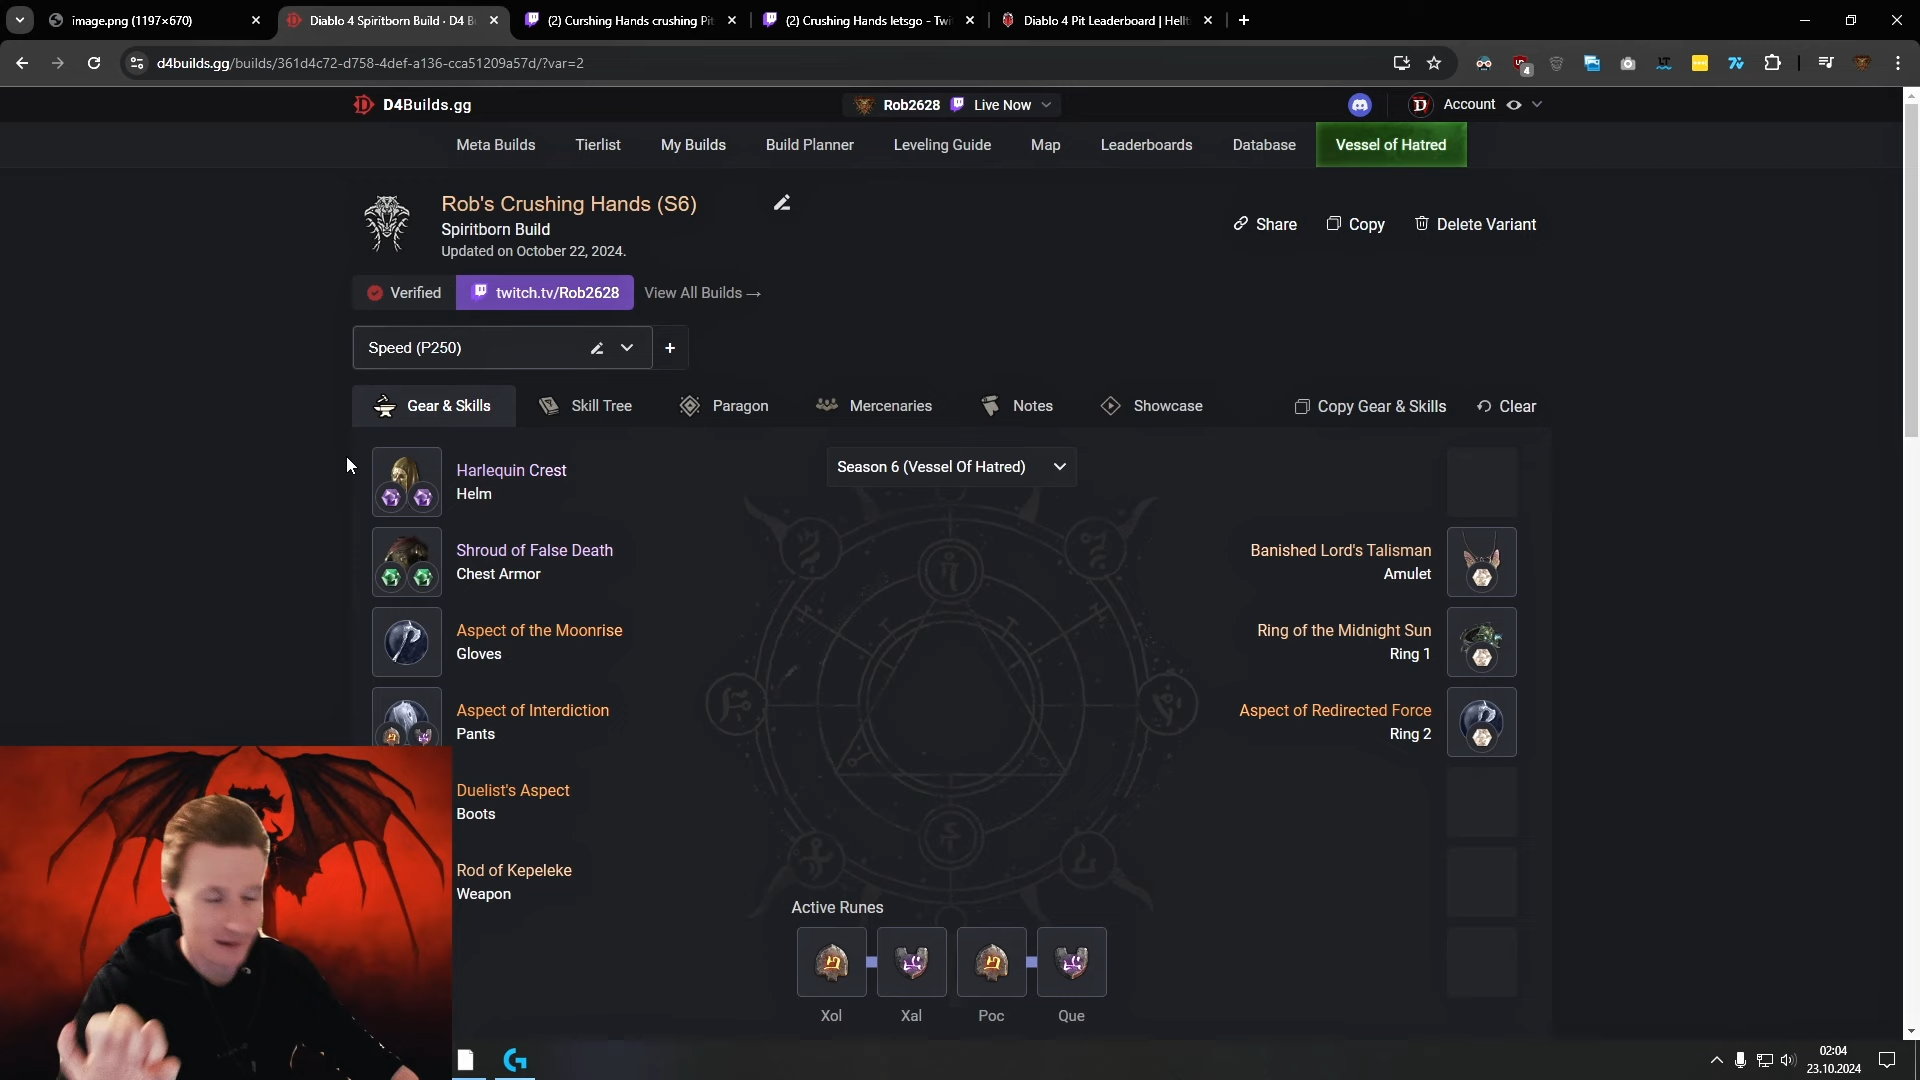 image.png (1197×670)
Diablo 4 Spiritborn Build · D4 B
(2) Curshing Hands crushing Pit
(2) Crushing Hands letsgo - Twi
Diablo 4 Pit Leaderboard | Hellt
d4builds.gg/builds/361d4c72-d758-4def-a136-cca51209a57d/?var=2
4
D4Builds.gg
Rob2628 Live Now
Account
Meta Builds
Tierlist
My Builds
Build Planner
Leveling Guide
Map
Leaderboards
Database
Vessel of Hatred
Rob's Crushing Hands (S6)
Spiritborn Build
Updated on October 22, 2024.
Share
Copy
Delete Variant
Verified
twitch.tv/Rob2628
View All Builds →
Speed (P250)
+
Gear & Skills
Skill Tree
Paragon
Mercenaries
Notes
Showcase
Copy Gear & Skills
Clear
Harlequin Crest
Helm
Season 6 (Vessel Of Hatred)
Shroud of False Death
Chest Armor
Banished Lord's Talisman
Amulet
Aspect of the Moonrise
Gloves
Ring of the Midnight Sun
Ring 1
Aspect of Interdiction
Pants
Aspect of Redirected Force
Ring 2
Duelist's Aspect
Boots
Rod of Kepeleke
Weapon
Active Runes
Xol
Xal
Poc
Que
02:04
23.10.2024